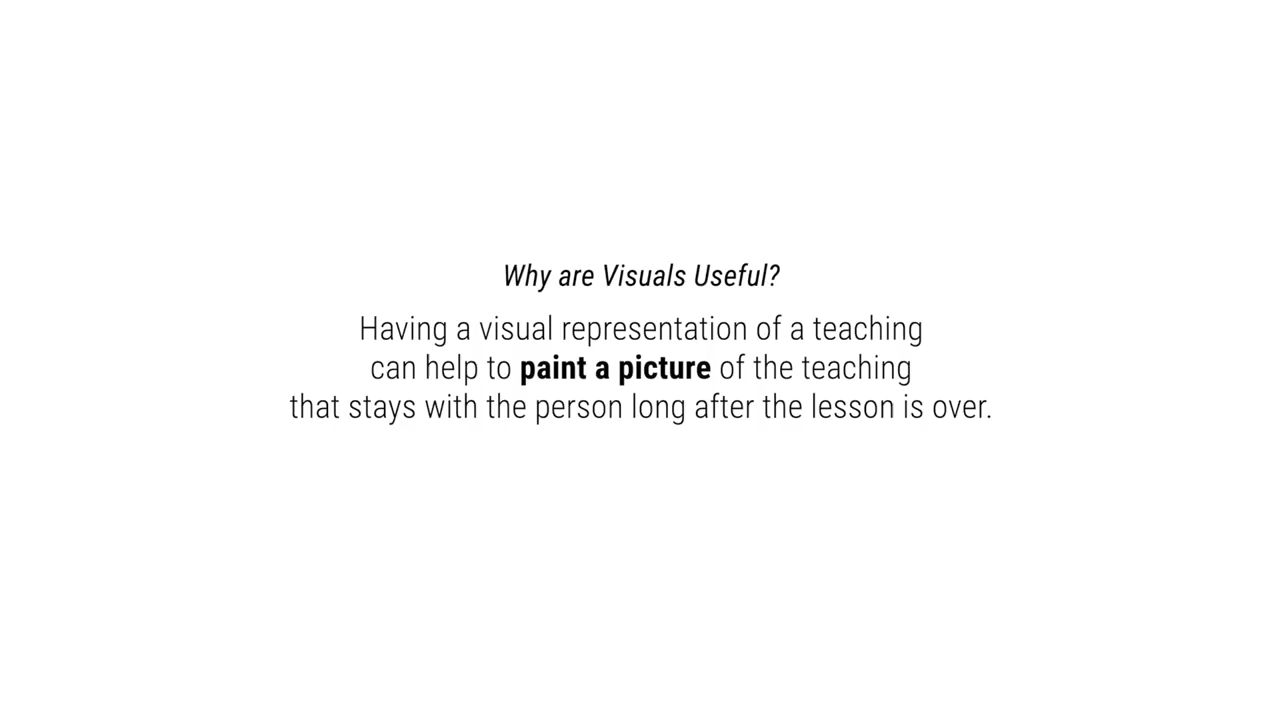 Why are Visuals Useful?
Having a visual representation of a teaching
can help to paint a picture of the teaching
that stays with the person long after the lesson is over.